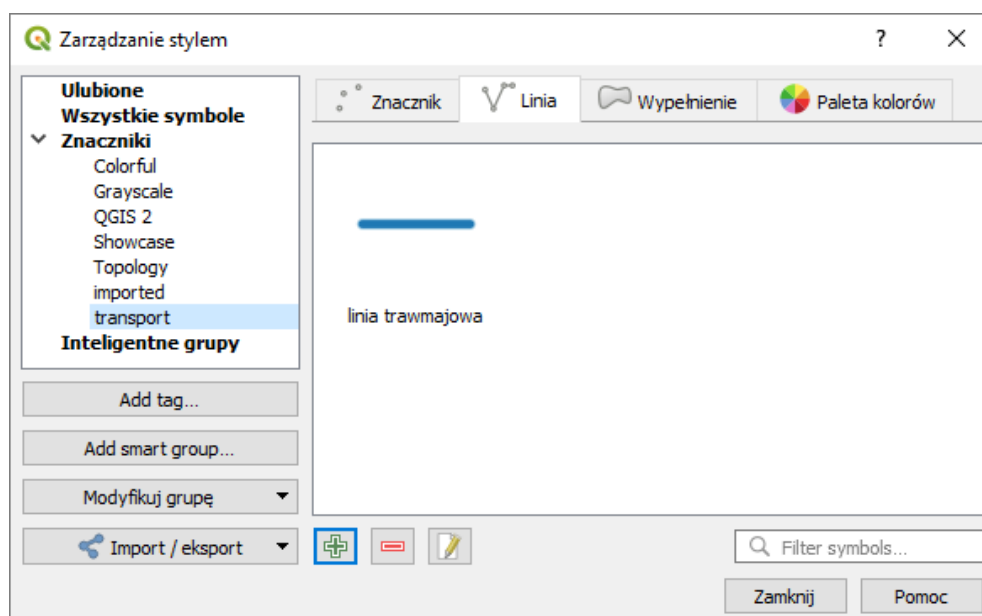 Zarządzanie stylem
?
Ulubione
Wszystkie symbole
Znaczniki
Colorful
Grayscale
QGIS 2
Showcase
Topology
imported
transport
Inteligentne grupy
Add tag...
Add smart group...
Modyfikuj grupę
Import / eksport
Znacznik
Linia
Wypełnienie
Paleta kolorów
linia trawmajowa
Filter symbols...
Zamknij
Pomoc